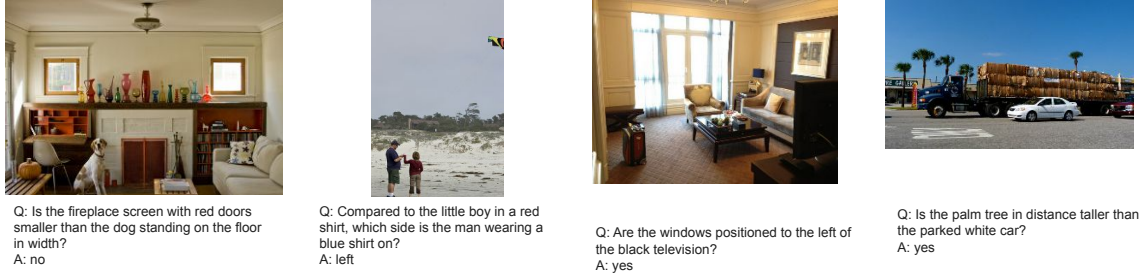 Q: Is the fireplace screen with red doors
smaller than the dog standing on the floor
in width?
A: no
Q: Compared to the little boy in a red
shirt, which side is the man wearing a
blue shirt on?
A: left
Q: Are the windows positioned to the left of
the black television?
A: yes
Q: Is the palm tree in distance taller than
the parked white car?
A: yes